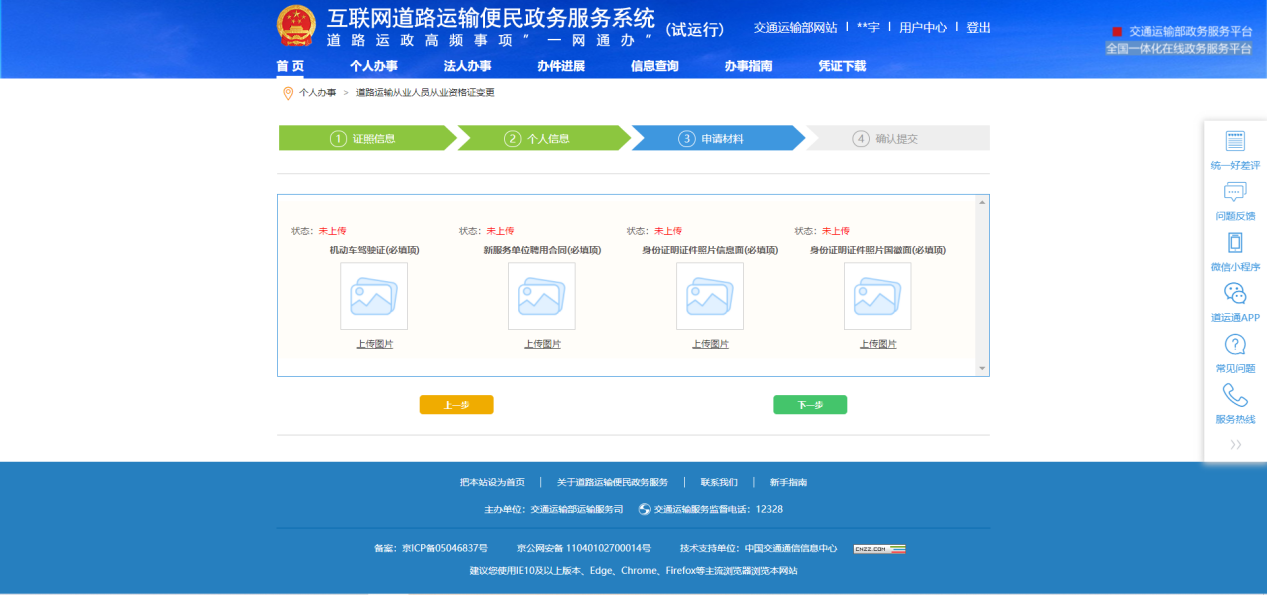 互联网道路运输便民政务服务系统 (试运行)
道路运政高频事项“一网通办”
交通运输部网站 | **宇 | 用户中心 | 登出
交通运输部政务服务平台
全国一体化在线政务服务平台
首页 个人办事 法人办事 办件进展 信息查询 办事指南 凭证下载
个人办事 > 道路运输从业人员从业资格证变更
1 证照信息 2 个人信息 3 申请材料 4 确认提交
状态：未上传 状态：未上传 状态：未上传 状态：未上传
机动车驾驶证(必填项) 新服务单位聘用合同(必填项) 身份证明证件照片信息面(必填项) 身份证明证件照片国徽面(必填项)
上传图片 上传图片 上传图片 上传图片
上一步 下一步
统一好差评
问题反馈
微信小程序
道运通APP
常见问题
服务热线
把本站设为首页 | 关于道路运输便民政务服务 | 联系我们 | 新手指南
主办单位：交通运输部运输服务司 交通运输服务监督电话：12328
备案：京ICP备05046837号 京公网安备 11040102700014号 技术支持单位：中国交通通信信息中心 CNZZ.COM
建议您使用IE10及以上版本、Edge、Chrome、Firefox等主流浏览器浏览本网站